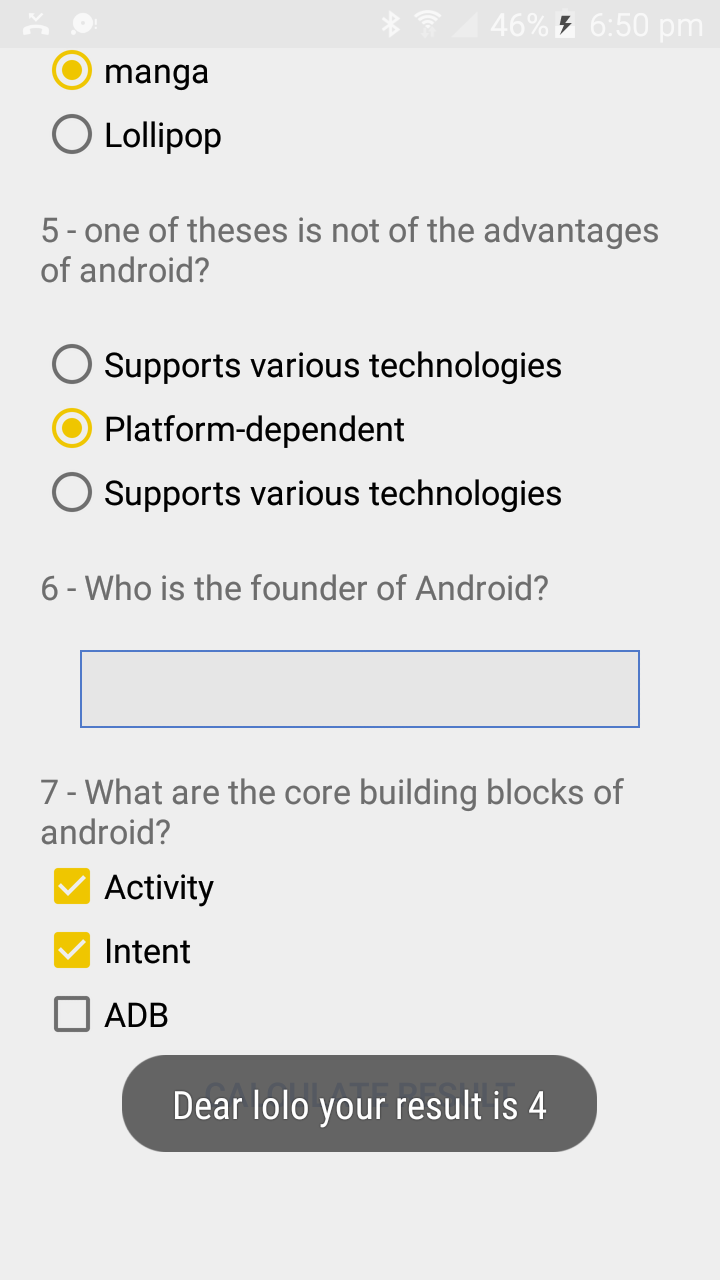 46% 6:50 pm
manga
Lollipop
5 - one of theses is not of the advantages
of android?
Supports various technologies
Platform-dependent
Supports various technologies
6 - Who is the founder of Android?
7 - What are the core building blocks of
android?
Activity
Intent
ADB
CALCULATE RESULT
Dear lolo your result is 4